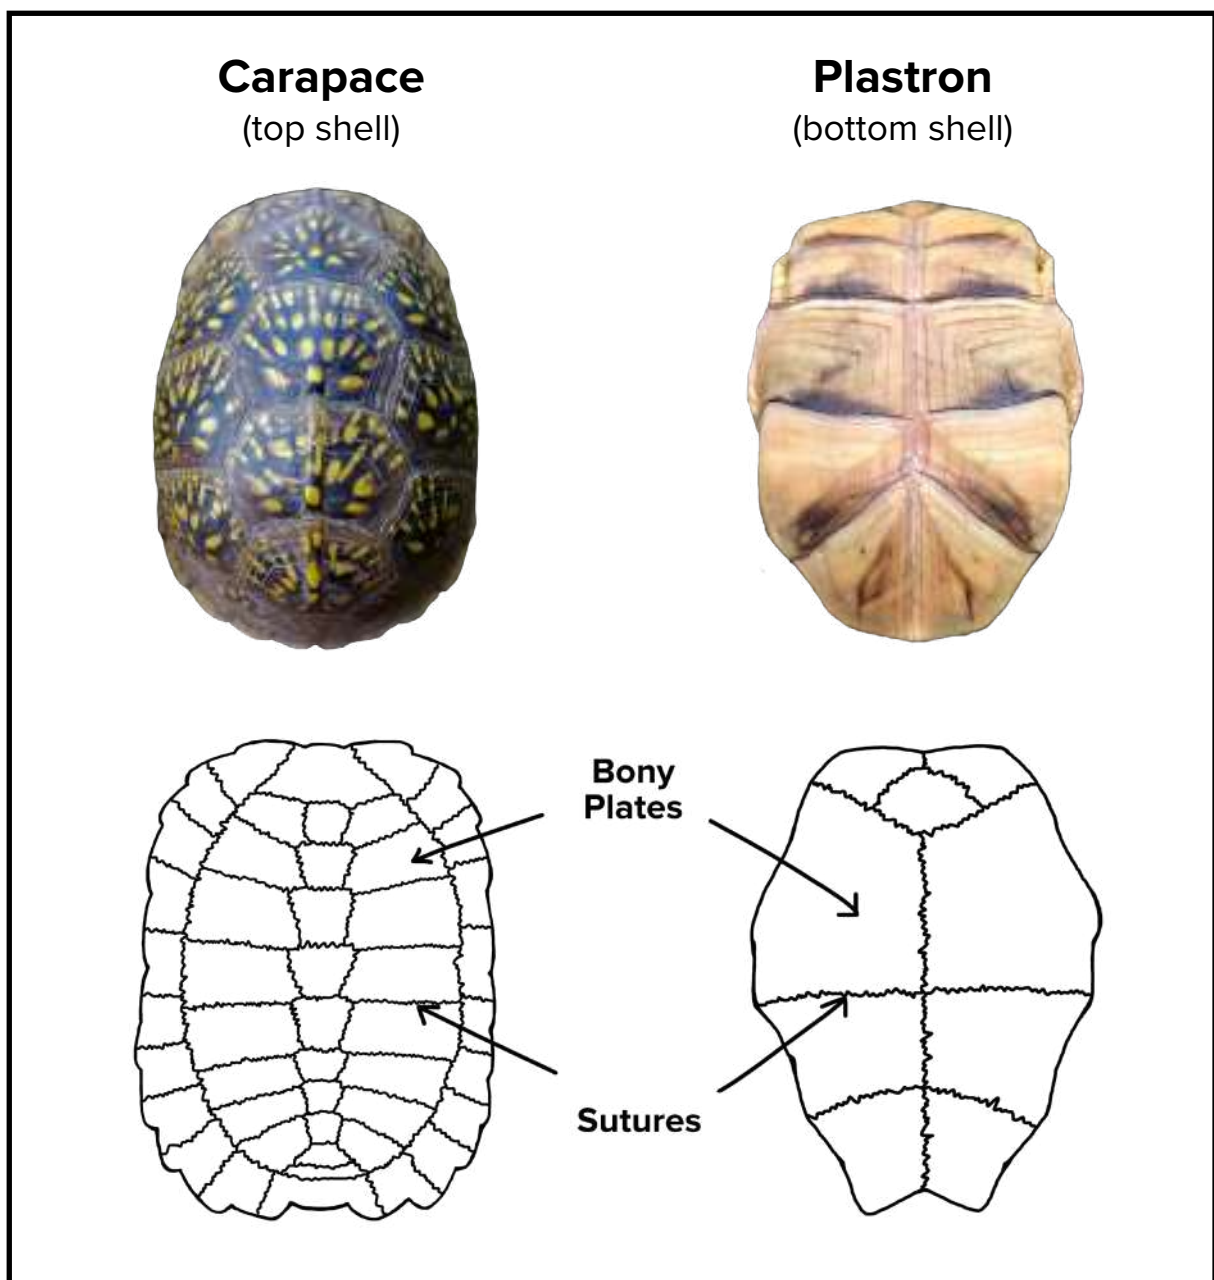 Carapace
(top shell)
Plastron
(bottom shell)
Bony
Plates
Sutures